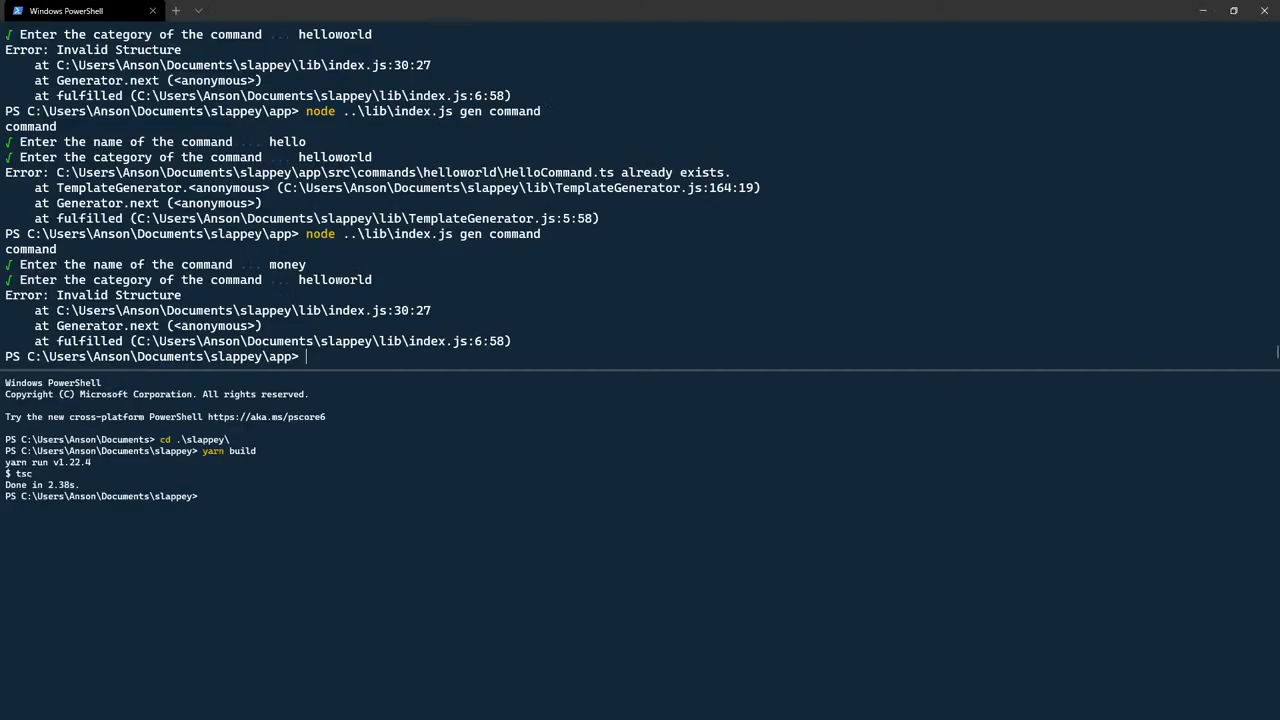 Windows PowerShell
√ Enter the category of the command ... helloworld
Error: Invalid Structure
at C:\Users\Anson\Documents\slappey\lib\index.js:30:27
at Generator.next (<anonymous>)
at fulfilled (C:\Users\Anson\Documents\slappey\lib\index.js:6:58)
PS C:\Users\Anson\Documents\slappey\app> node ..\lib\index.js gen command
command
√ Enter the name of the command ... hello
√ Enter the category of the command ... helloworld
Error: C:\Users\Anson\Documents\slappey\app\src\commands\helloworld\HelloCommand.ts already exists.
at TemplateGenerator.<anonymous> (C:\Users\Anson\Documents\slappey\lib\TemplateGenerator.js:164:19)
at Generator.next (<anonymous>)
at fulfilled (C:\Users\Anson\Documents\slappey\lib\TemplateGenerator.js:5:58)
PS C:\Users\Anson\Documents\slappey\app> node ..\lib\index.js gen command
command
√ Enter the name of the command ... money
√ Enter the category of the command ... helloworld
Error: Invalid Structure
at C:\Users\Anson\Documents\slappey\lib\index.js:30:27
at Generator.next (<anonymous>)
at fulfilled (C:\Users\Anson\Documents\slappey\lib\index.js:6:58)
PS C:\Users\Anson\Documents\slappey\app>
Windows PowerShell
Copyright (C) Microsoft Corporation. All rights reserved.
Try the new cross-platform PowerShell https://aka.ms/pscore6
PS C:\Users\Anson\Documents> cd .\slappey\
PS C:\Users\Anson\Documents\slappey> yarn build
yarn run v1.22.4
$ tsc
Done in 2.38s.
PS C:\Users\Anson\Documents\slappey>